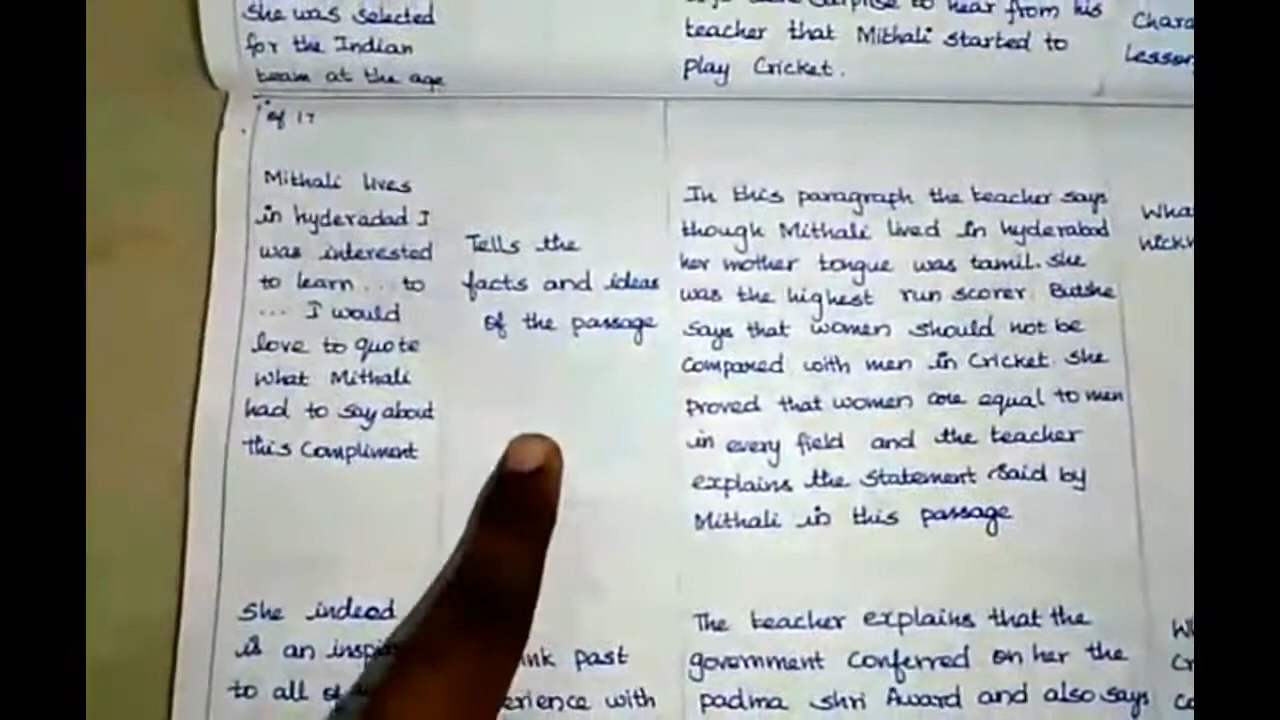 she was selected
for the Indian
team at the age
of 17
to hear from his
teacher that Mithali started to
play Cricket.
Mithali lives
in hyderadad I
was interested
to learn... to
... I would
love to quote
what Mithali
had to say about
this Compliment
Tells the
facts and ideas
of the passage
In this paragraph the teacher says
though Mithali lived in hyderabad
her mother tongue was tamil. she
was the highest run scorer. But she
says that women should not be
Compared with men in Cricket. she
proved that women are equal to men
in every field and the teacher
explains the statement said by
Mithali in this passage
She indeed
is an
to all
past
with
The teacher explains that the
government conferred on her the
padma shri Award and also says